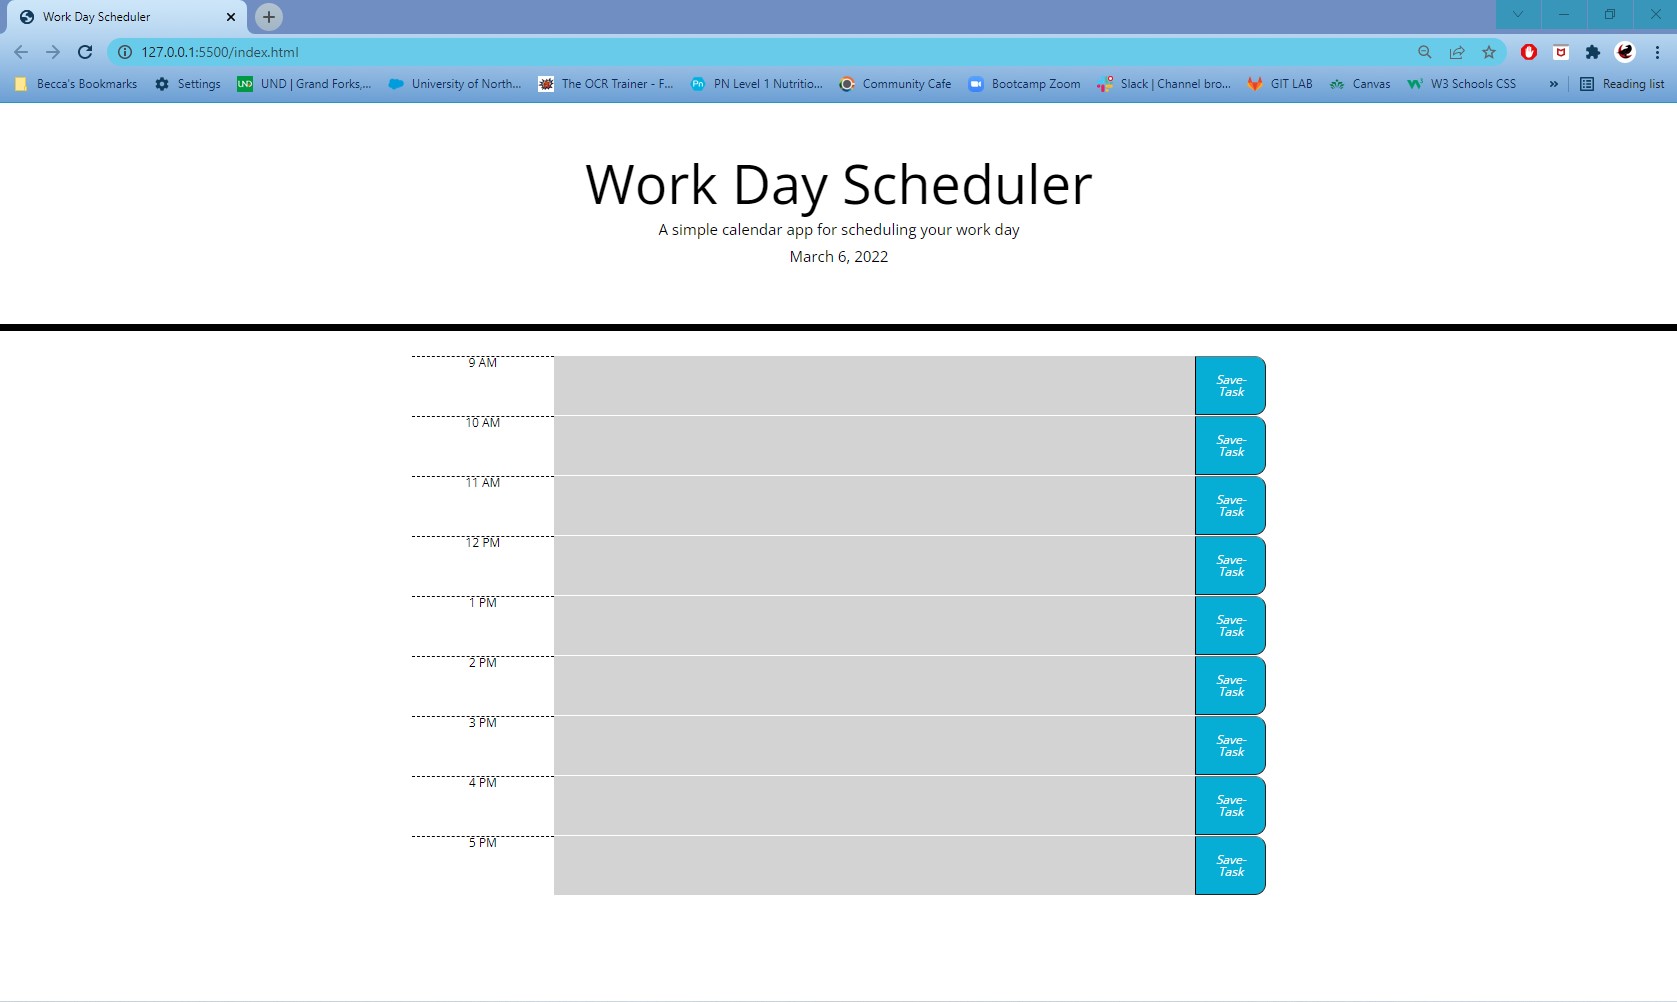 Work Day Scheduler
127.0.0.1:5500/index.html
Becca's Bookmarks Settings UND | Grand Forks,... University of North... The OCR Trainer - F... PN Level 1 Nutritio... Community Cafe Bootcamp Zoom Slack | Channel bro... GIT LAB Canvas W3 Schools CSS » Reading list
Work Day Scheduler
A simple calendar app for scheduling your work day
March 6, 2022
9 AM
Save-
Task
10 AM
Save-
Task
11 AM
Save-
Task
12 PM
Save-
Task
1 PM
Save-
Task
2 PM
Save-
Task
3 PM
Save-
Task
4 PM
Save-
Task
5 PM
Save-
Task